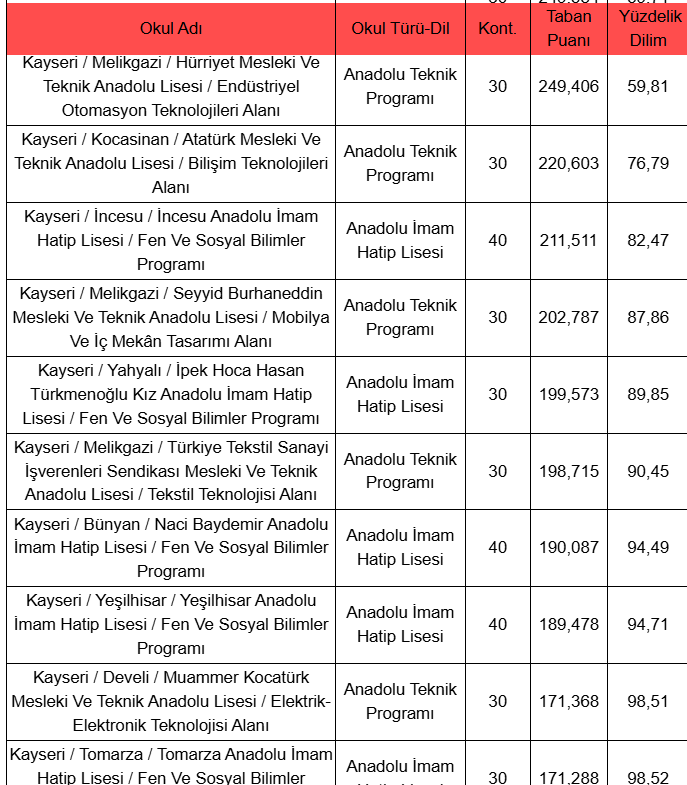 Okul Adı
Okul Türü-Dil
Kont.
Taban
Puanı
Yüzdelik
Dilim
Kayseri / Melikgazi / Hürriyet Mesleki Ve
Teknik Anadolu Lisesi / Endüstriyel
Otomasyon Teknolojileri Alanı
Anadolu Teknik
Programı
30
249,406
59,81
Kayseri / Kocasinan / Atatürk Mesleki Ve
Teknik Anadolu Lisesi / Bilişim Teknolojileri
Alanı
Anadolu Teknik
Programı
30
220,603
76,79
Kayseri / İncesu / İncesu Anadolu İmam
Hatip Lisesi / Fen Ve Sosyal Bilimler
Programı
Anadolu İmam
Hatip Lisesi
40
211,511
82,47
Kayseri / Melikgazi / Seyyid Burhaneddin
Mesleki Ve Teknik Anadolu Lisesi / Mobilya
Ve İç Mekân Tasarımı Alanı
Anadolu Teknik
Programı
30
202,787
87,86
Kayseri / Yahyalı / İpek Hoca Hasan
Türkmenoğlu Kız Anadolu İmam Hatip
Lisesi / Fen Ve Sosyal Bilimler Programı
Anadolu İmam
Hatip Lisesi
30
199,573
89,85
Kayseri / Melikgazi / Türkiye Tekstil Sanayi
İşverenleri Sendikası Mesleki Ve Teknik
Anadolu Lisesi / Tekstil Teknolojisi Alanı
Anadolu Teknik
Programı
30
198,715
90,45
Kayseri / Bünyan / Naci Baydemir Anadolu
İmam Hatip Lisesi / Fen Ve Sosyal Bilimler
Programı
Anadolu İmam
Hatip Lisesi
40
190,087
94,49
Kayseri / Yeşilhisar / Yeşilhisar Anadolu
İmam Hatip Lisesi / Fen Ve Sosyal Bilimler
Programı
Anadolu İmam
Hatip Lisesi
40
189,478
94,71
Kayseri / Develi / Muammer Kocatürk
Mesleki Ve Teknik Anadolu Lisesi / Elektrik-
Elektronik Teknolojisi Alanı
Anadolu Teknik
Programı
30
171,368
98,51
Kayseri / Tomarza / Tomarza Anadolu İmam
Hatip Lisesi / Fen Ve Sosyal Bilimler
Anadolu İmam
30
171,288
98,52